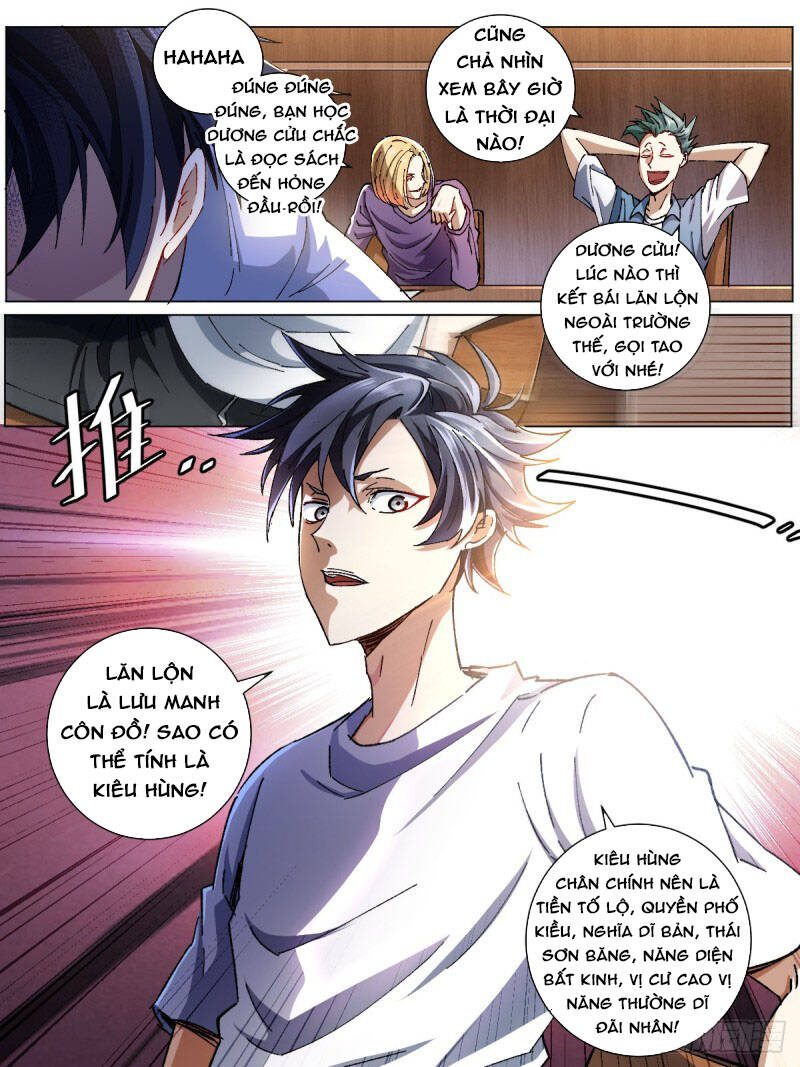 HAHAHA
ĐÚNG ĐÚNG
ĐÚNG, BẠN HỌC
DƯƠNG CỬU CHẮC
LÀ ĐỌC SÁCH
ĐẾN HỎNG
ĐẦU RỒI!
CŨNG
CHẢ NHÌN
XEM BÂY GIỜ
LÀ THỜI ĐẠI
NÀO!
DƯƠNG CỬU!
LÚC NÀO THÌ
KẾT BÁI LĂN LỘN
NGOÀI TRƯỜNG
THẾ, GỌI TAO
VỚI NHÉ!
推..
LĂN LỘN
LÀ LƯU MANH
CÔN ĐỒ! SAO CÓ
THỂ TÍNH LÀ
KIÊU HÙNG!
KIÊU HÙNG
CHÂN CHÍNH NÊN LÀ
TIỀN TỐ LỘ, QUYỀN PHỐ
KIỀU, NGHĨA DĨ BẢN, THÁI
SƠN BĂNG, NĂNG DIỆN
BẤT KINH, VỊ CƯ CAO VỊ
NĂNG THƯỜNG DĨ
ĐÃI NHÂN!